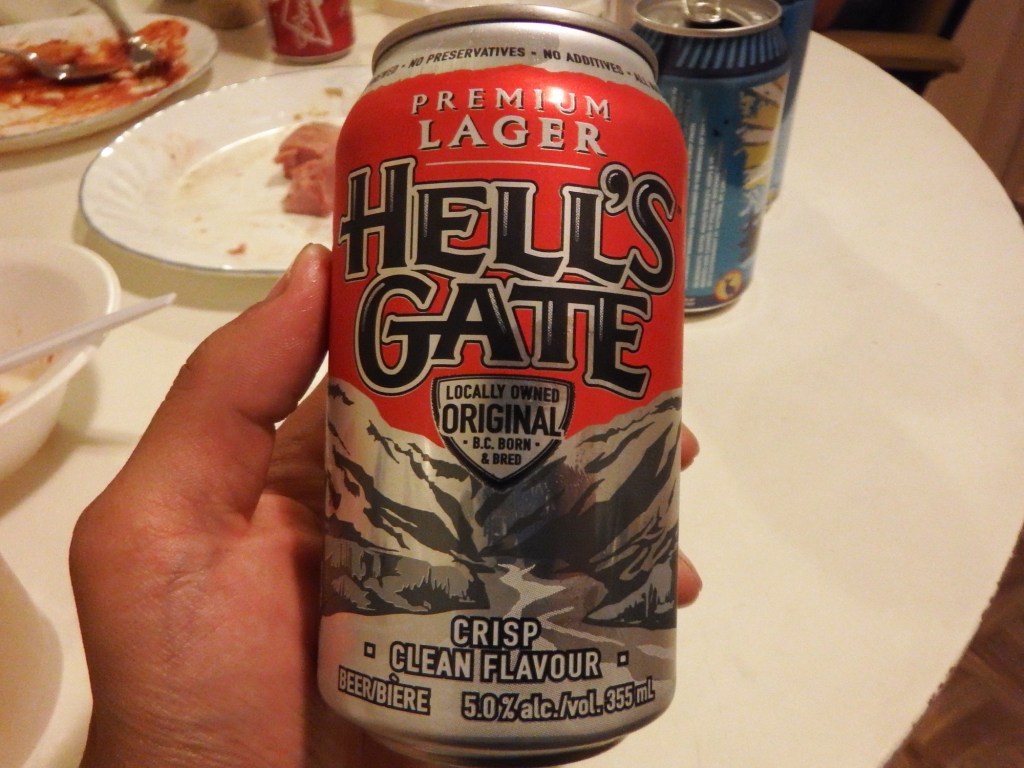 · NO PRESERVATIVES · NO ADDITIVES ·
PREMIUM
LAGER
HELL'S
GATE
LOCALLY OWNED
ORIGINAL
· B.C. BORN ·
& BRED
CRISP
· CLEAN FLAVOUR ·
BEER/BIÈRE 5.0% alc./vol. 355 mL